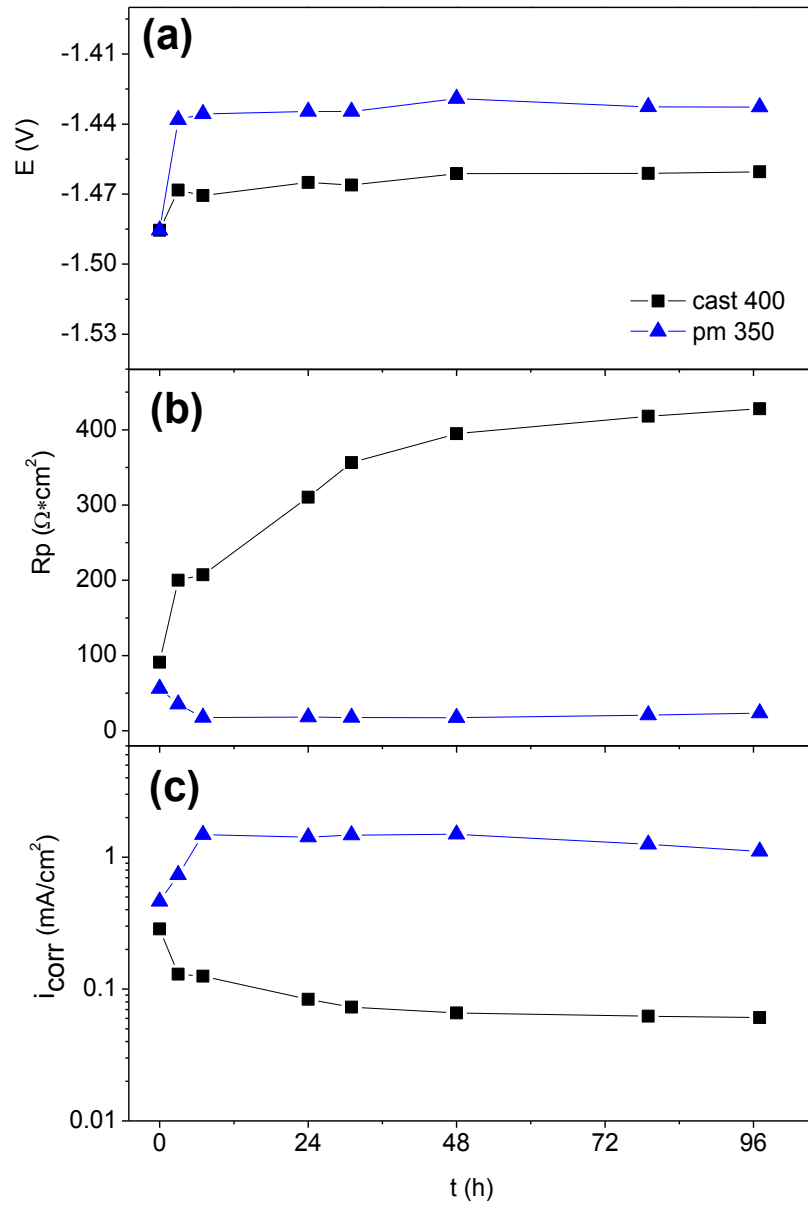 (a)
-1.41
-1.44
-1.47
-1.50
-1.53
E (V)
cast 400
pm 350
(b)
400
300
200
100
0
Rp (Ω*cm²)
(c)
1
0.1
0.01
i_corr (mA/cm²)
0 24 48 72 96
t (h)